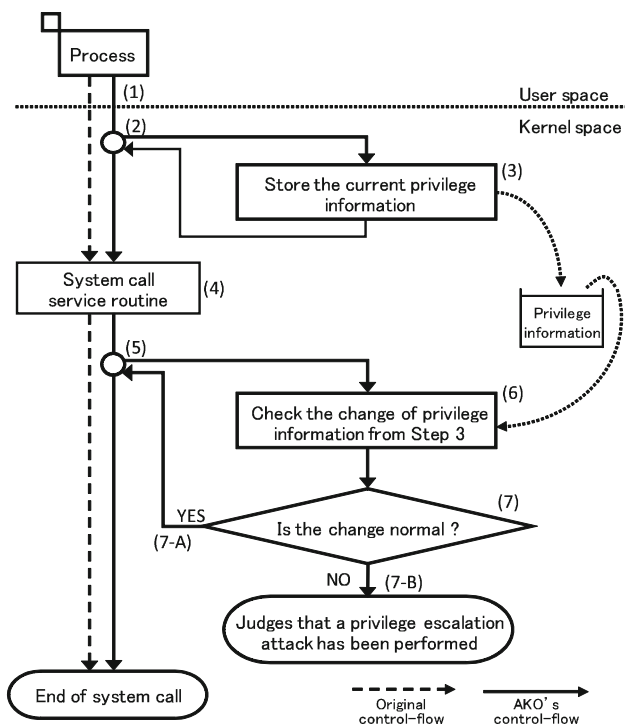 Process
(1)
User space
Kernel space
(2)
(3)
Store the current privilege
information
System call
service routine
(4)
Privilege
information
(5)
(6)
Check the change of privilege
information from Step 3
(7)
YES
Is the change normal ?
(7-A)
NO
(7-B)
Judges that a privilege escalation
attack has been performed
End of system call
Original
control-flow
AKO's
control-flow